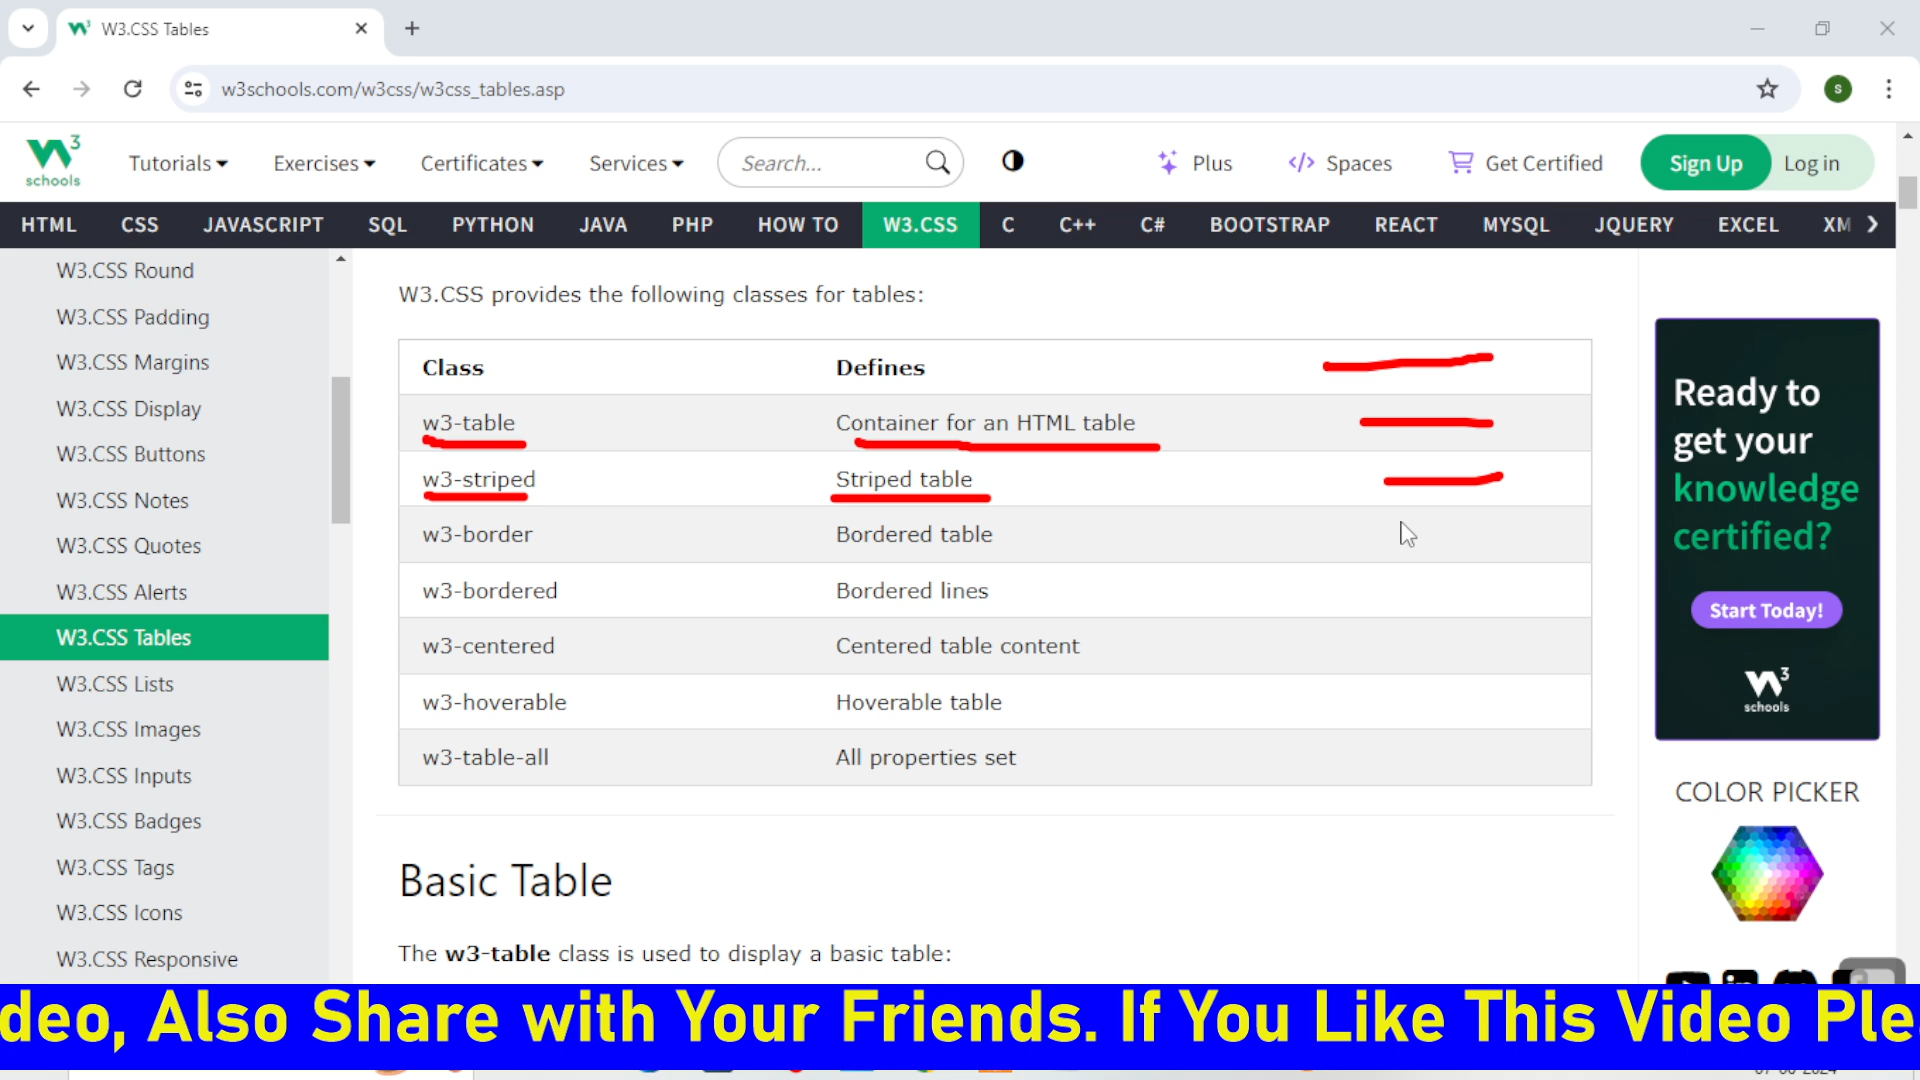 W3.CSS Tables
w3schools.com/w3css/w3css_tables.asp
S
schools
Tutorials
Exercises
Certificates
Services
Search...
Plus
Spaces
Get Certified
Sign Up
Log in
HTML
CSS
JAVASCRIPT
SQL
PYTHON
JAVA
PHP
HOW TO
W3.CSS
C
C++
C#
BOOTSTRAP
REACT
MYSQL
JQUERY
EXCEL
XM
W3.CSS Round
W3.CSS Padding
W3.CSS Margins
W3.CSS Display
W3.CSS Buttons
W3.CSS Notes
W3.CSS Quotes
W3.CSS Alerts
W3.CSS Tables
W3.CSS Lists
W3.CSS Images
W3.CSS Inputs
W3.CSS Badges
W3.CSS Tags
W3.CSS Icons
W3.CSS Responsive
W3.CSS provides the following classes for tables:
Class Defines
w3-table Container for an HTML table
w3-striped Striped table
w3-border Bordered table
w3-bordered Bordered lines
w3-centered Centered table content
w3-hoverable Hoverable table
w3-table-all All properties set
Basic Table
The w3-table class is used to display a basic table:
Ready to
get your
knowledge
certified?
Start Today!
schools
COLOR PICKER
deo, Also Share with Your Friends. If You Like This Video Ple